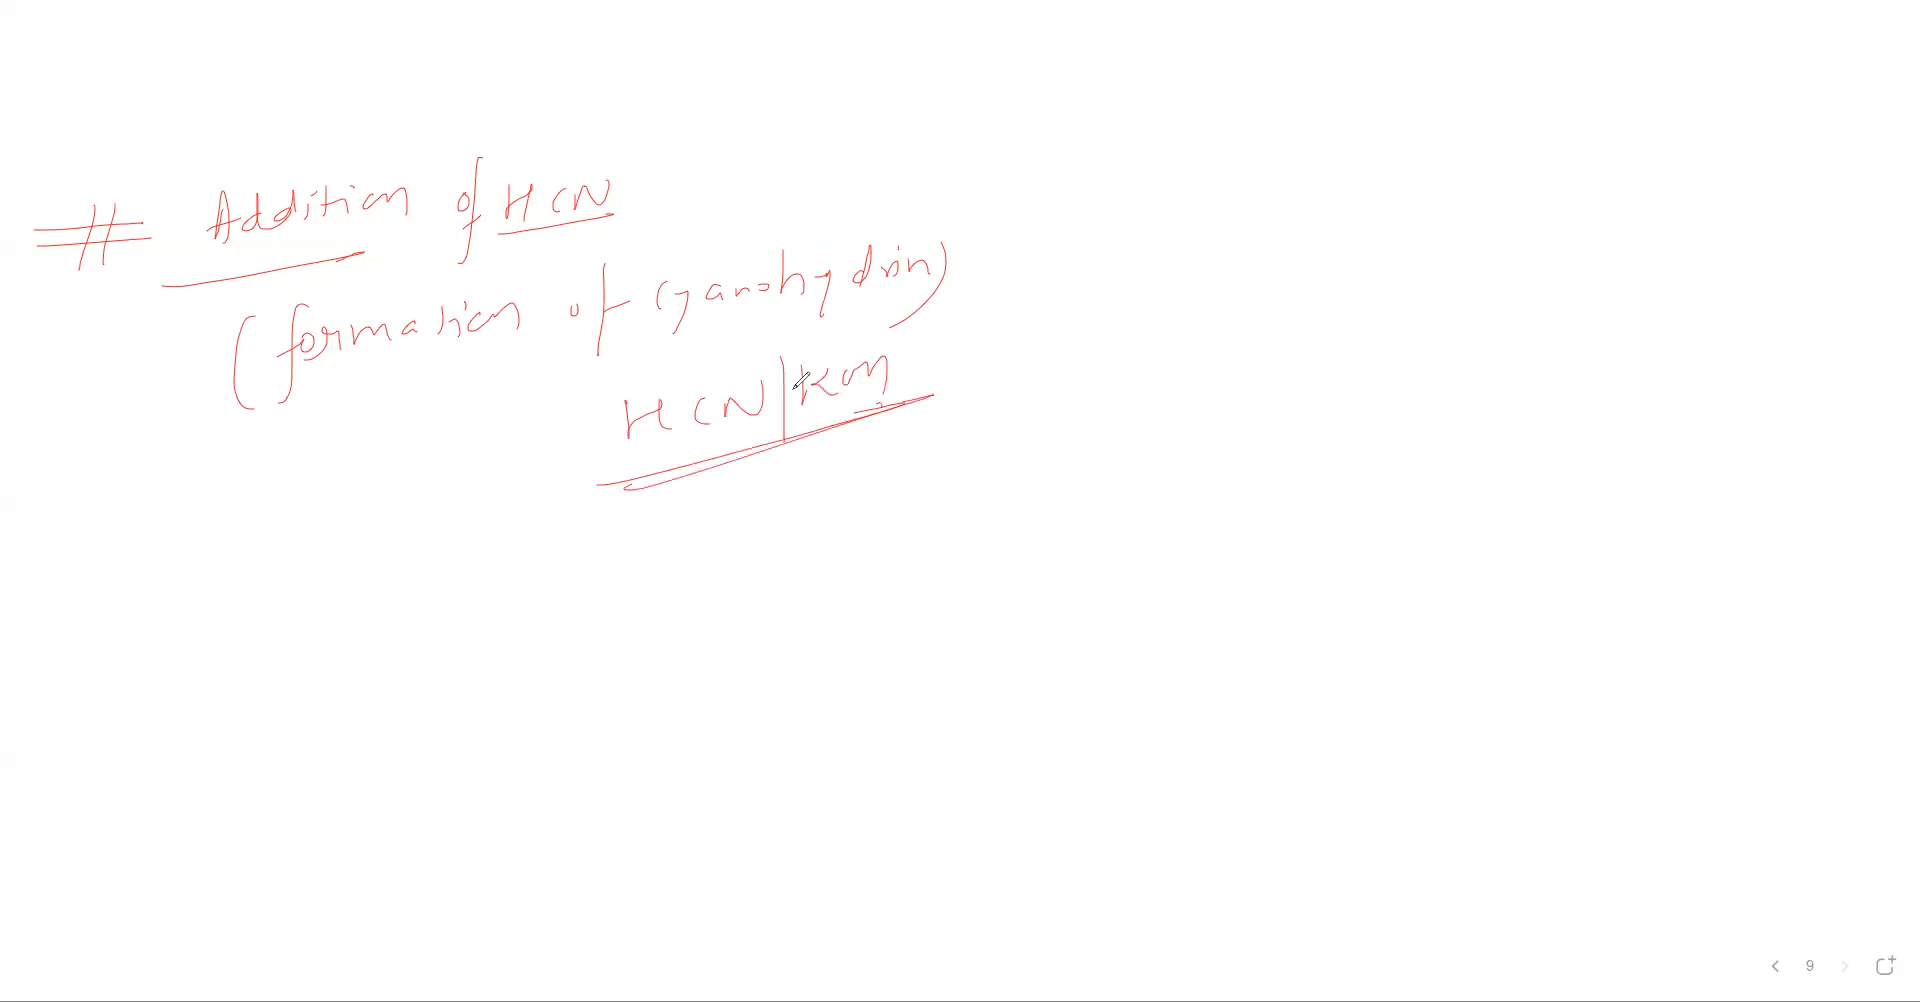 # Addition of HCN
(formation of cyanohydrin)
HCN | KCN
9